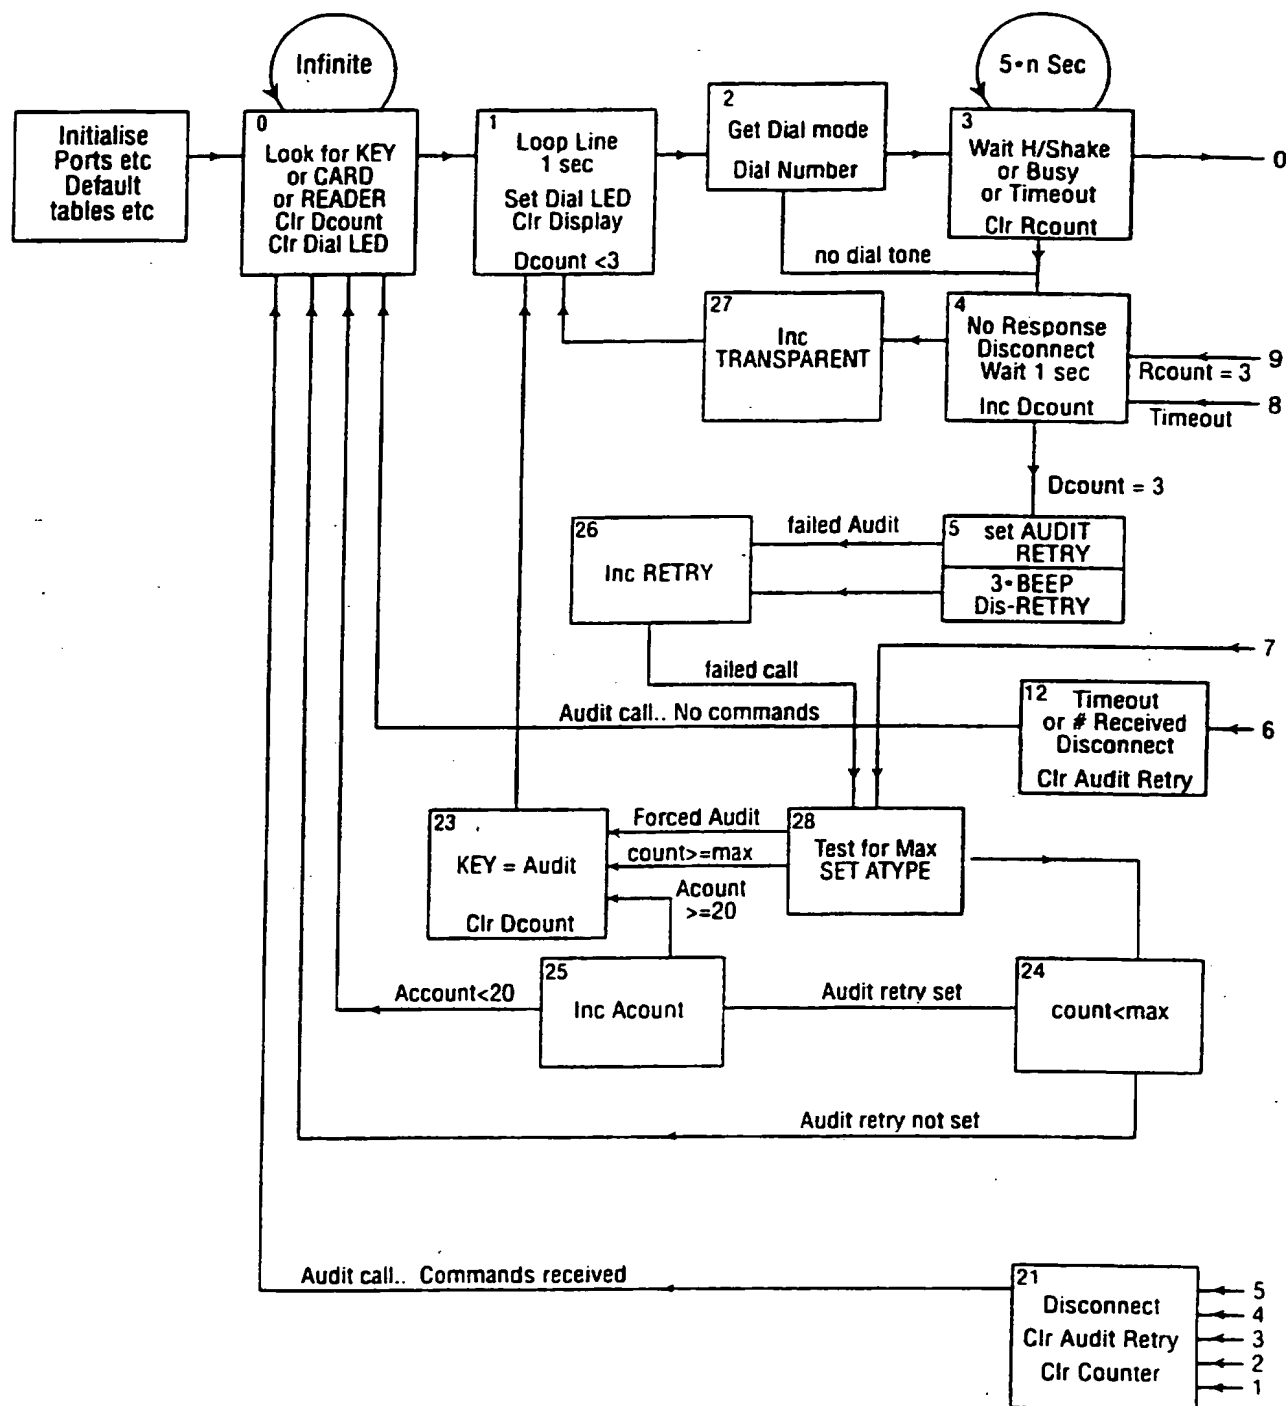 Infinite
5•n Sec
Initialise
Ports etc
Default
tables etc
0
Look for KEY
or CARD
or READER
Clr Dcount
Clr Dial LED
1
Loop Line
1 sec
Set Dial LED
Clr Display
Dcount <3
2
Get Dial mode
Dial Number
3
Wait H/Shake
or Busy
or Timeout
Clr Rcount
0
no dial tone
27
Inc
TRANSPARENT
4
No Response
Disconnect
Wait 1 sec
Inc Dcount
9
Rcount = 3
8
Timeout
Dcount = 3
26
Inc RETRY
failed Audit
5
set AUDIT
RETRY
3•BEEP
Dis-RETRY
7
failed call
Audit call.. No commands
12
Timeout
or # Received
Disconnect
Clr Audit Retry
6
23
KEY = Audit
Clr Dcount
Forced Audit
count>=max
Acount
>=20
28
Test for Max
SET ATYPE
Account<20
25
Inc Acount
Audit retry set
24
count<max
Audit retry not set
Audit call.. Commands received
21
Disconnect
Clr Audit Retry
Clr Counter
5
4
3
2
1